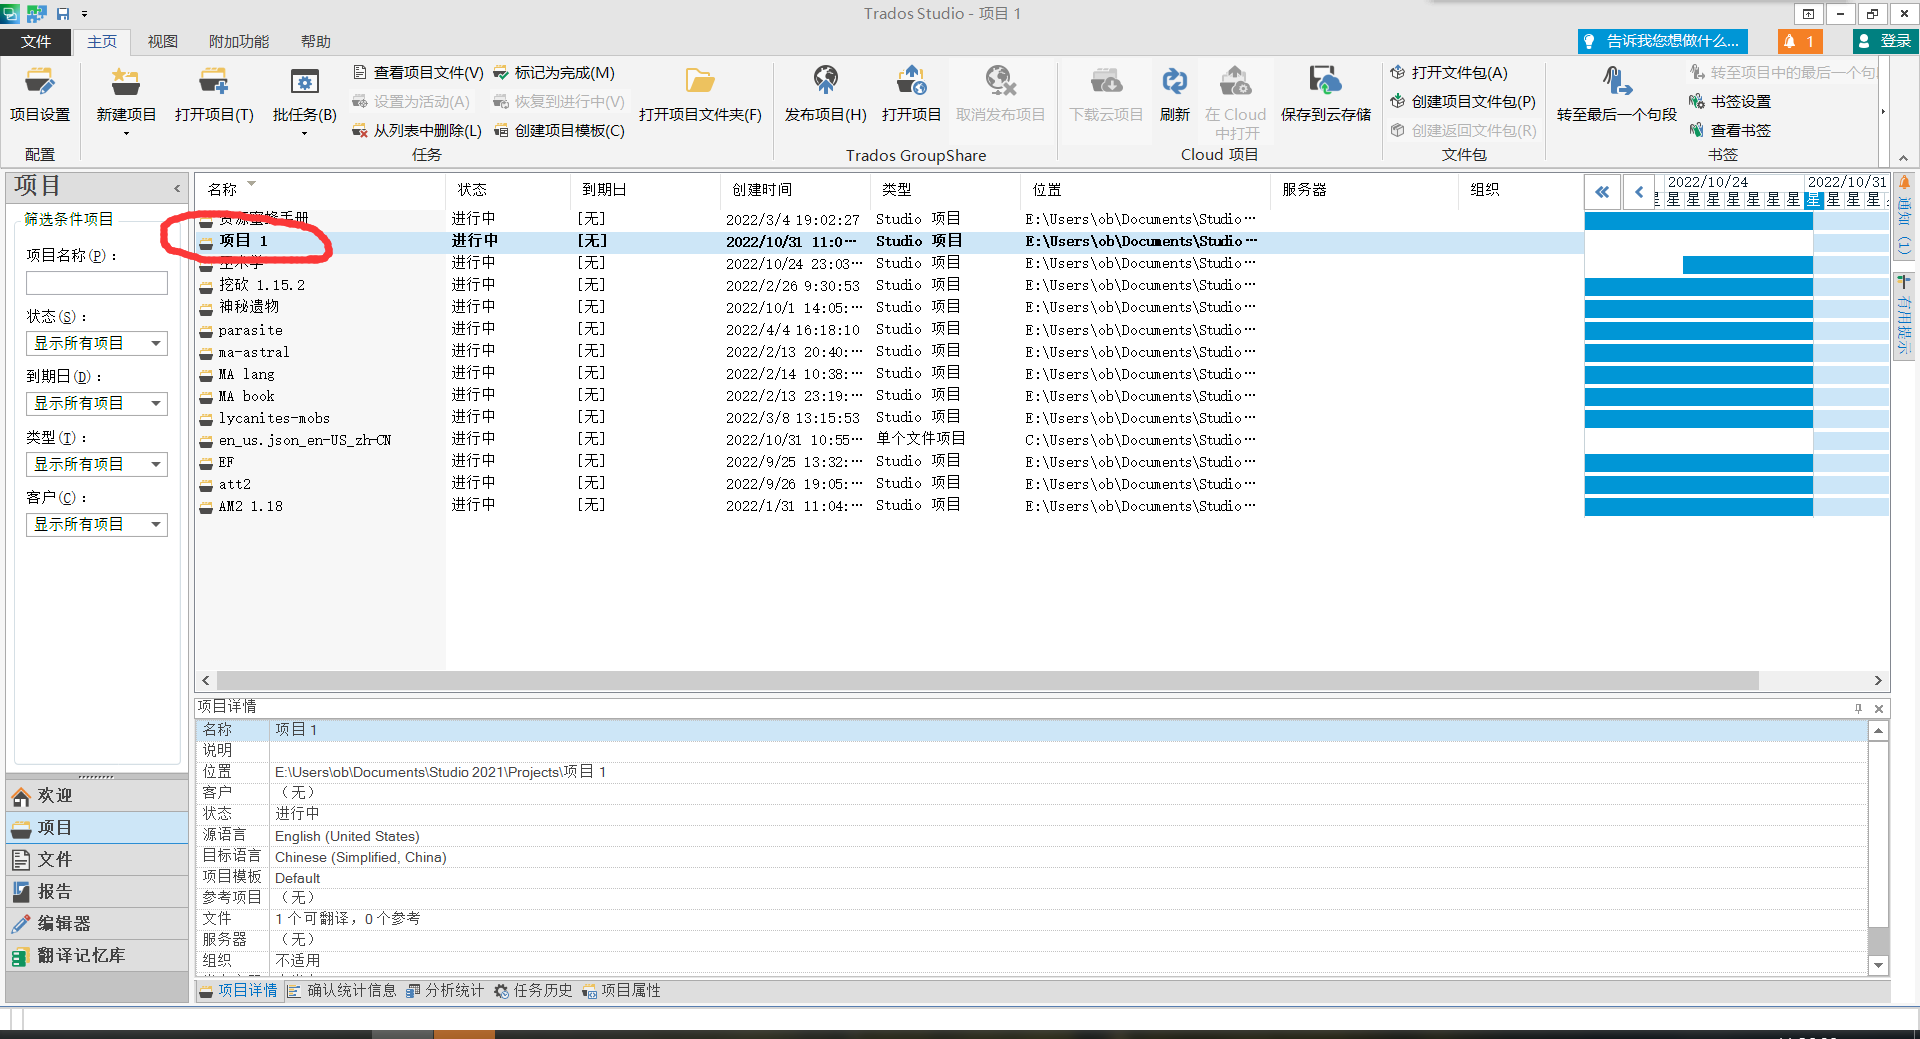 Trados Studio - 项目 1
文件 主页 视图 附加功能 帮助 告诉我您想做什么... 1 登录
项目设置
配置
新建项目 打开项目(T) 批任务(B)
查看项目文件(V) 标记为完成(M)
设置为活动(A) 恢复到进行中(V)
从列表中删除(L) 创建项目模板(C)
打开项目文件夹(F)
任务
发布项目(H) 打开项目 取消发布项目
Trados GroupShare
下载云项目 刷新 在 Cloud
中打开
保存到云存储
Cloud 项目
打开文件包(A)
创建项目文件包(P)
创建返回文件包(R)
文件包
转至最后一个句段
转至项目中的最后一个句
书签设置
查看书签
书签
项目
筛选条件项目
项目名称(P):
状态(S):
显示所有项目
到期日(D):
显示所有项目
类型(T):
显示所有项目
客户(C):
显示所有项目
欢迎
项目
文件
报告
编辑器
翻译记忆库
名称 状态 到期日 创建时间 类型 位置 服务器 组织 2022/10/24 2022/10/31
星 星 星 星 星 星 星 星 星 星 星
资源蜜蜂手册 进行中 [无] 2022/3/4 19:02:27 Studio 项目 E:\Users\ob\Documents\Studio…
项目 1 进行中 [无] 2022/10/31 11:0… Studio 项目 E:\Users\ob\Documents\Studio…
巫术学 进行中 [无] 2022/10/24 23:03… Studio 项目 E:\Users\ob\Documents\Studio…
挖砍 1.15.2 进行中 [无] 2022/2/26 9:30:53 Studio 项目 E:\Users\ob\Documents\Studio…
神秘遗物 进行中 [无] 2022/10/1 14:05:… Studio 项目 E:\Users\ob\Documents\Studio…
parasite 进行中 [无] 2022/4/4 16:18:10 Studio 项目 E:\Users\ob\Documents\Studio…
ma-astral 进行中 [无] 2022/2/13 20:40:… Studio 项目 E:\Users\ob\Documents\Studio…
MA lang 进行中 [无] 2022/2/14 10:38:… Studio 项目 E:\Users\ob\Documents\Studio…
MA book 进行中 [无] 2022/2/13 23:19:… Studio 项目 E:\Users\ob\Documents\Studio…
lycanites-mobs 进行中 [无] 2022/3/8 13:15:53 Studio 项目 E:\Users\ob\Documents\Studio…
en_us.json_en-US_zh-CN 进行中 [无] 2022/10/31 10:55… 单个文件项目 C:\Users\ob\Documents\Studio…
EF 进行中 [无] 2022/9/25 13:32:… Studio 项目 E:\Users\ob\Documents\Studio…
att2 进行中 [无] 2022/9/26 19:05:… Studio 项目 E:\Users\ob\Documents\Studio…
AM2 1.18 进行中 [无] 2022/1/31 11:04:… Studio 项目 E:\Users\ob\Documents\Studio…
通知 (1)
有用提示
项目详情
名称 项目 1
说明
位置 E:\Users\ob\Documents\Studio 2021\Projects\项目 1
客户 （无）
状态 进行中
源语言 English (United States)
目标语言 Chinese (Simplified, China)
项目模板 Default
参考项目 （无）
文件 1 个可翻译，0 个参考
服务器 （无）
组织 不适用
项目详情 确认统计信息 分析统计 任务历史 项目属性